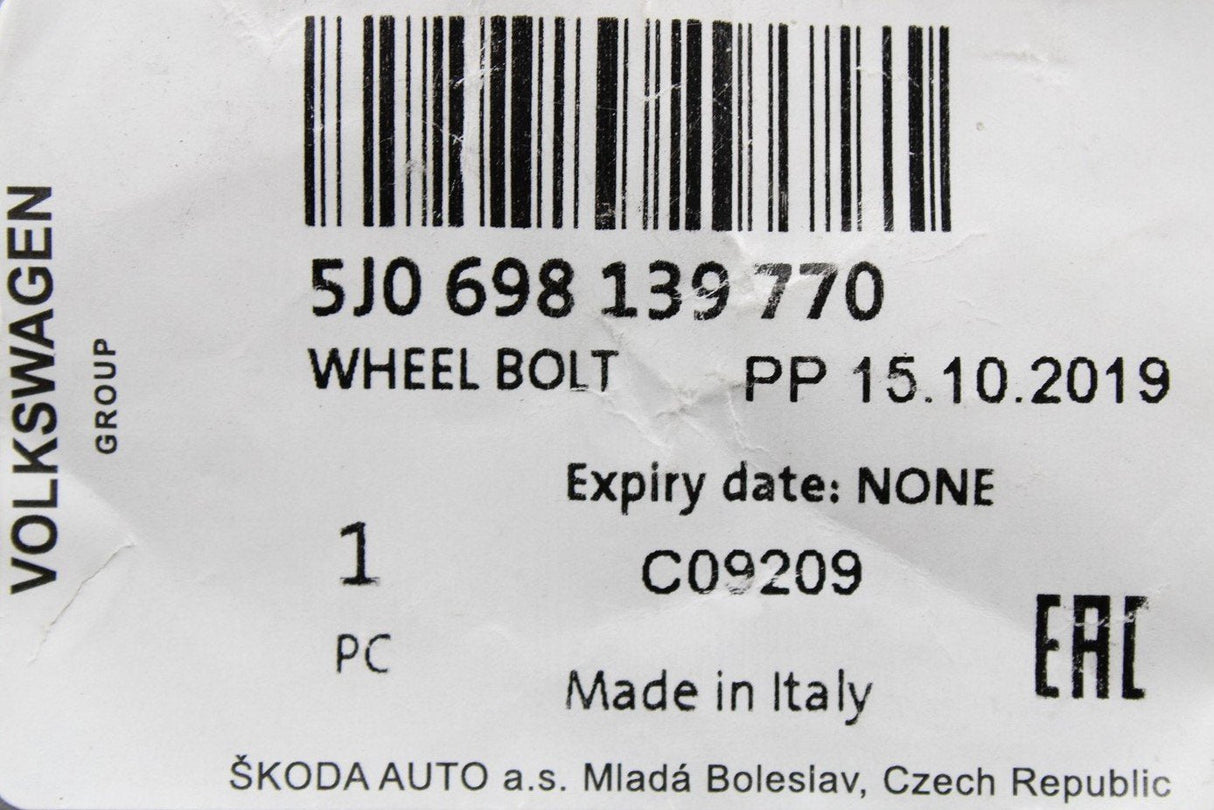 VOLKSWAGEN
GROUP
5J0 698 139 770
WHEEL BOLT PP 15.10.2019
Expiry date: NONE
1 C09209
PC
Made in Italy
EAC
ŠKODA AUTO a.s. Mladá Boleslav, Czech Republic